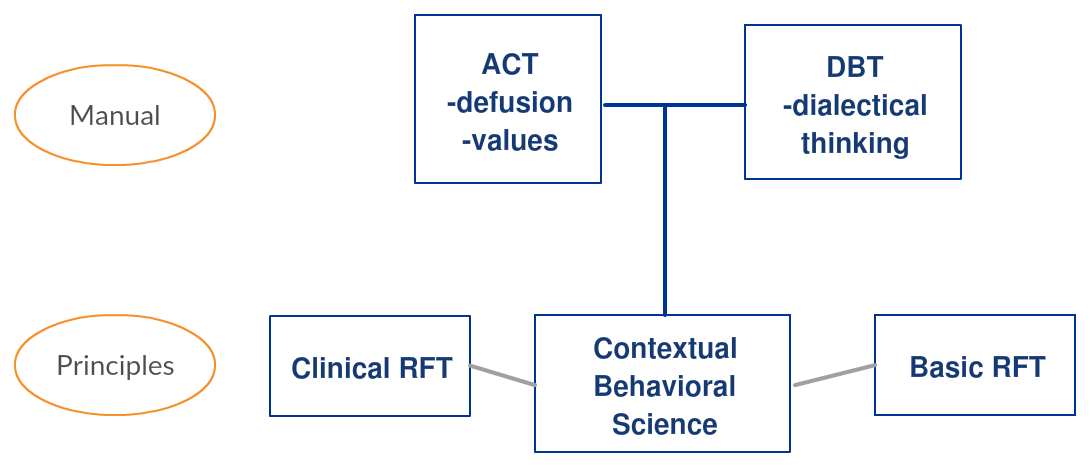 Manual
ACT
-defusion
-values
DBT
-dialectical
thinking
Principles
Clinical RFT
Contextual
Behavioral
Science
Basic RFT